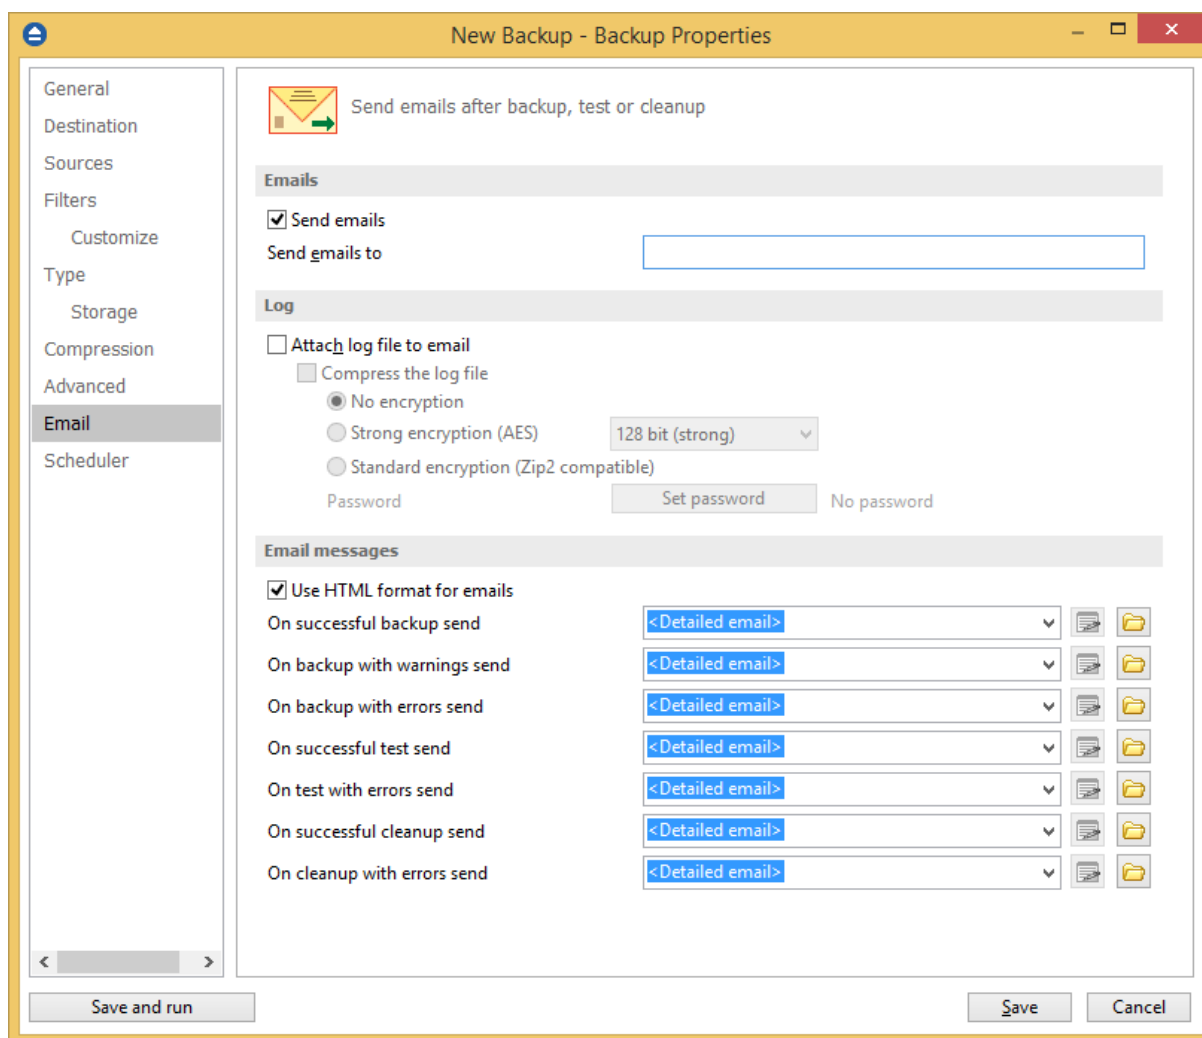 New Backup - Backup Properties
General
Destination
Sources
Filters
Customize
Type
Storage
Compression
Advanced
Email
Scheduler
Send emails after backup, test or cleanup
Emails
Send emails
Send emails to
Log
Attach log file to email
Compress the log file
No encryption
Strong encryption (AES) 128 bit (strong)
Standard encryption (Zip2 compatible)
Password Set password No password
Email messages
Use HTML format for emails
On successful backup send <Detailed email>
On backup with warnings send <Detailed email>
On backup with errors send <Detailed email>
On successful test send <Detailed email>
On test with errors send <Detailed email>
On successful cleanup send <Detailed email>
On cleanup with errors send <Detailed email>
Save and run Save Cancel